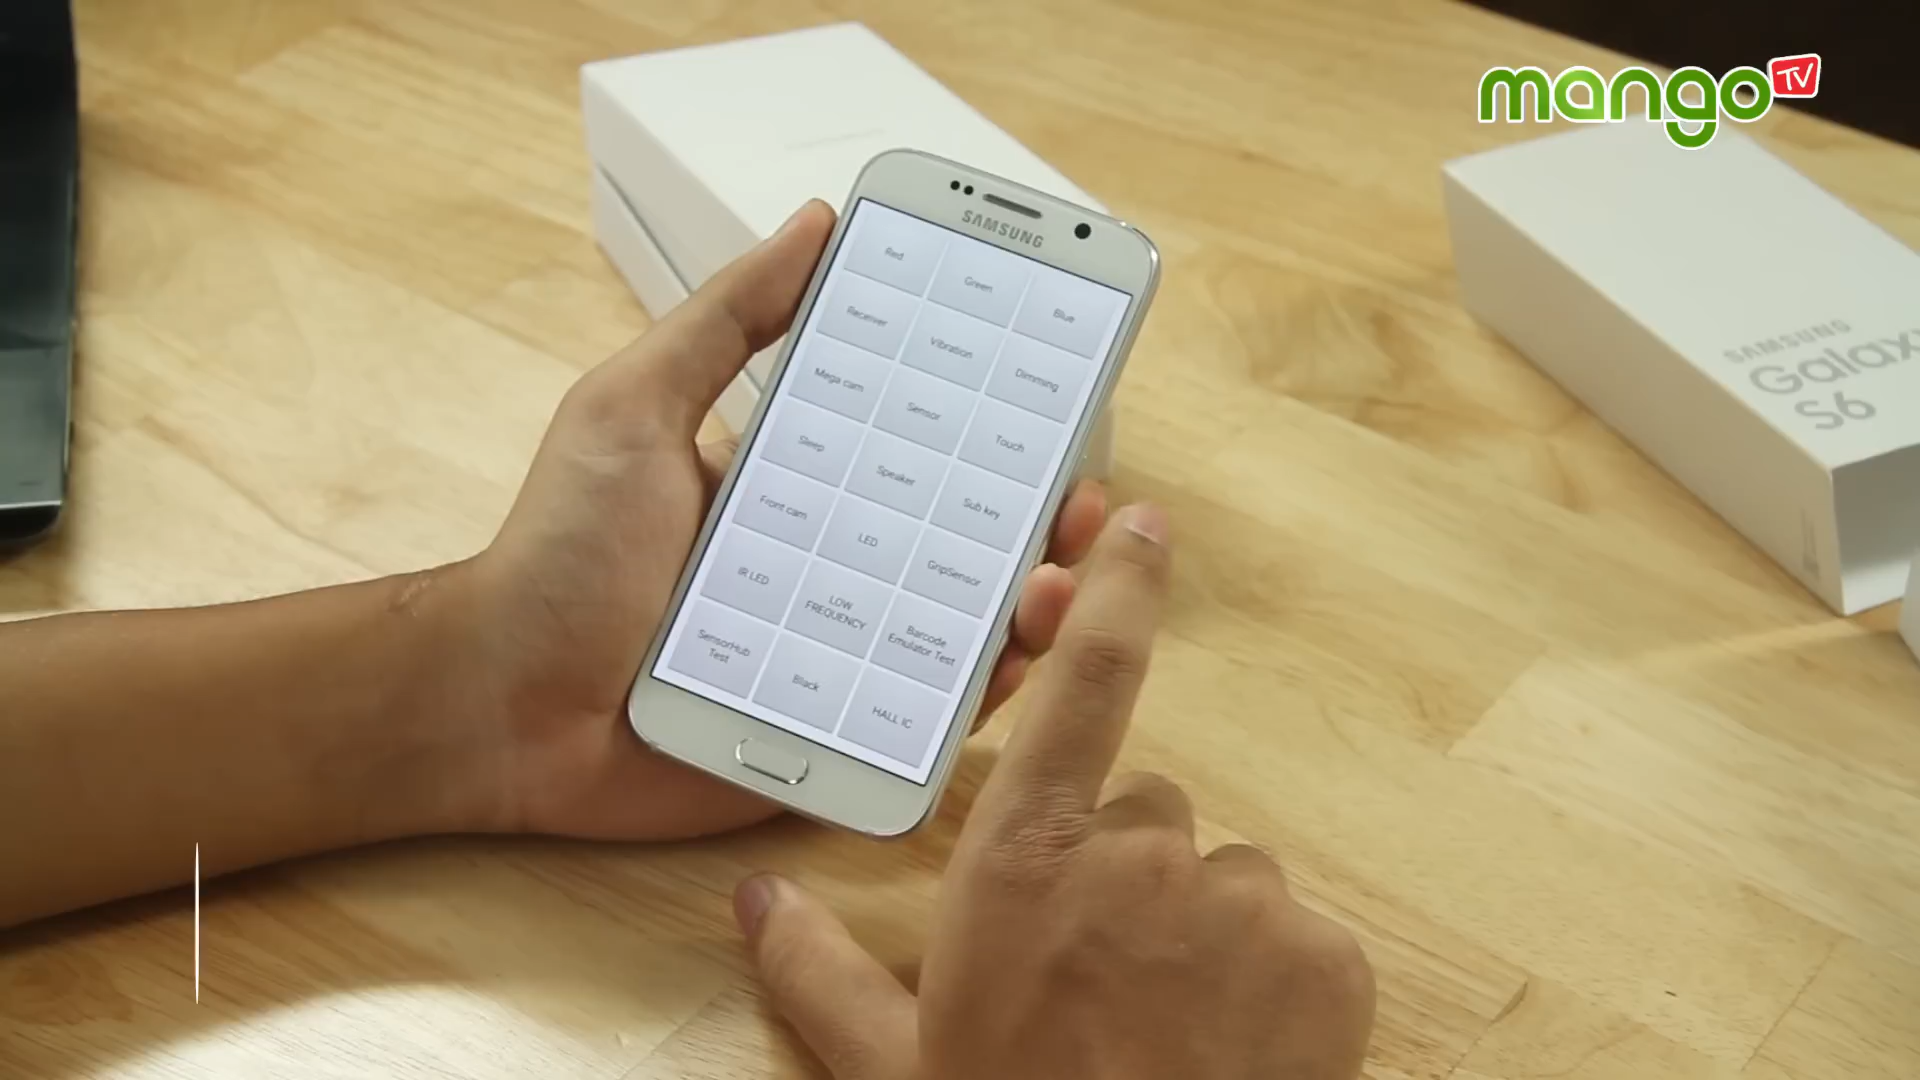 mango TV
SAMSUNG
Red
Green
Blue
Receiver
Vibration
Dimming
Mega cam
Sensor
Touch
Sleep
Speaker
Sub key
Front cam
LED
GripSensor
IR LED
LOW
FREQUENCY
Barcode
Emulator Test
SensorHub
Test
Black
HALL IC
SAMSUNG
Galaxy
S6